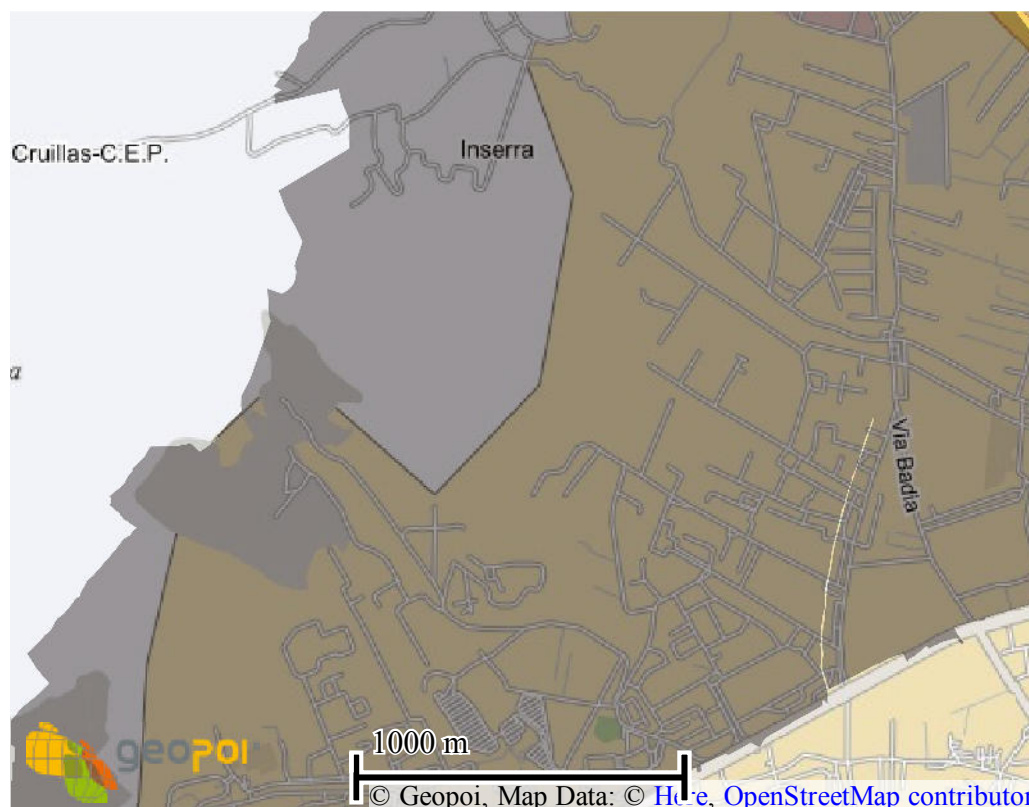 Cruillas-C.E.P.
Inserra
a
Via Badia
geopoi
1000 m
© Geopoi, Map Data: © Here, OpenStreetMap contributor